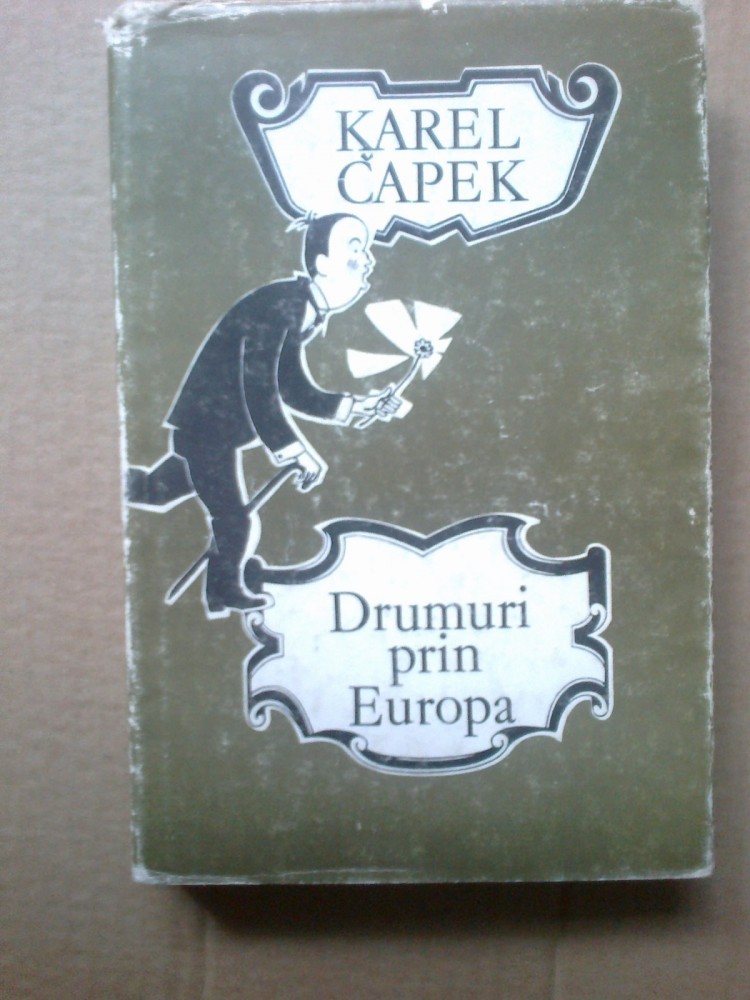 KAREL
ČAPEK
Drumuri
prin
Europa